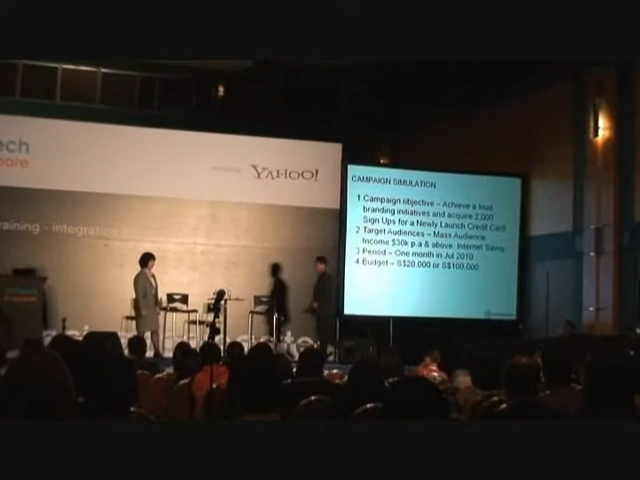 ech
ore
YAHOO!
raining - integration
CAMPAIGN SIMULATION
1 Campaign objective – Achieve a loud
branding initiatives and acquire 2,000
Sign Ups for a Newly Launch Credit Card
2 Target Audiences – Mass Audience.
Income $30k p.a & above. Internet Savvy.
3 Period – One month in Jul 2010
4 Budget – S$20,000 or S$100,000